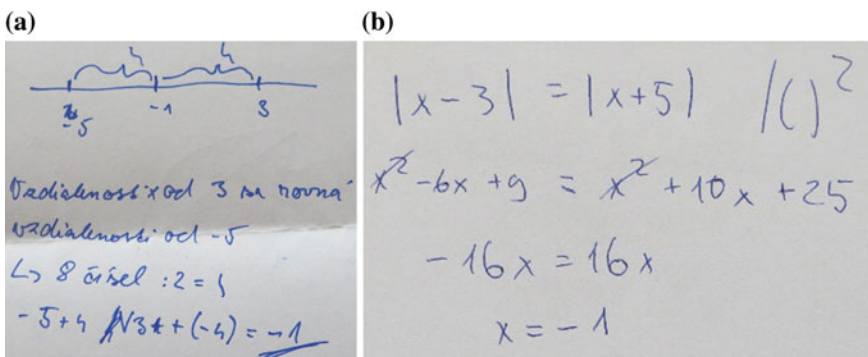 (a)
4 4
-5 -1 3
Vzdialenosť x od 3 sa rovná
vzdialenosti od -5
↳ 8 čísel : 2 = 4
-5+4 3 + (-4) = -1
(b)
|x-3| = |x+5| /()²
x² -6x +9 = x² +10x +25
-16x = 16x
x = -1